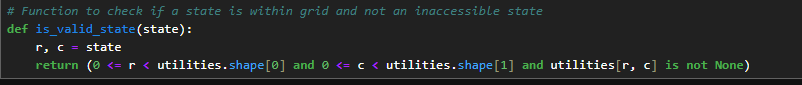 # Function to check if a state is within grid and not an inaccessible state
def is_valid_state(state):
    r, c = state
    return (0 <= r < utilities.shape[0] and 0 <= c < utilities.shape[1] and utilities[r, c] is not None)